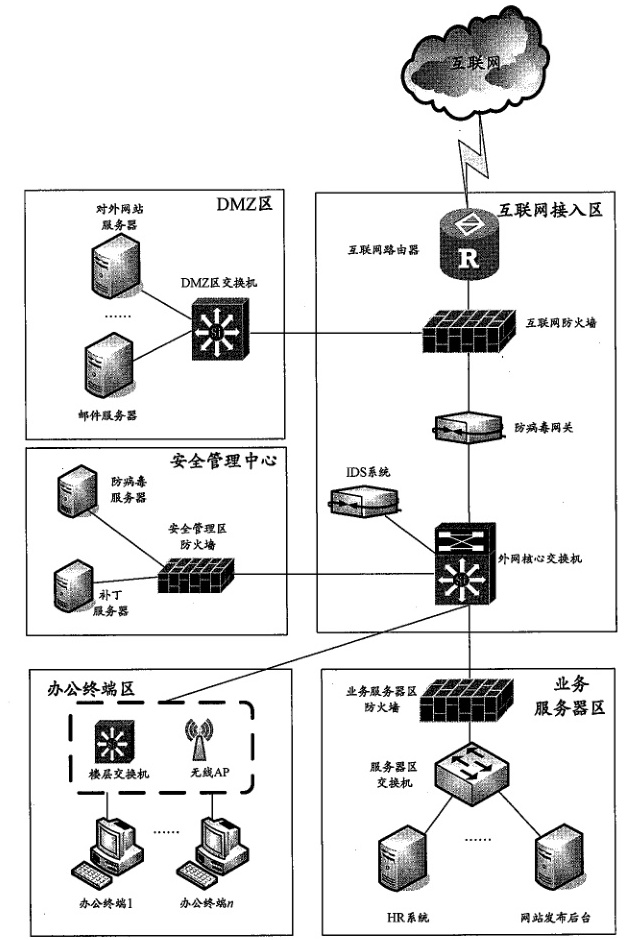 互联网
DMZ区
对外网站
服务器
DMZ区交换机
Si
邮件服务器
互联网接入区
互联网路由器
R
互联网防火墙
防病毒网关
IDS系统
外网核心交换机
Si
安全管理中心
防病毒
服务器
安全管理区
防火墙
补丁
服务器
办公终端区
楼层交换机
无线AP
......
办公终端1
办公终端n
业务
服务器区
业务服务器区
防火墙
服务器区
交换机
......
HR系统
网站发布后台
......